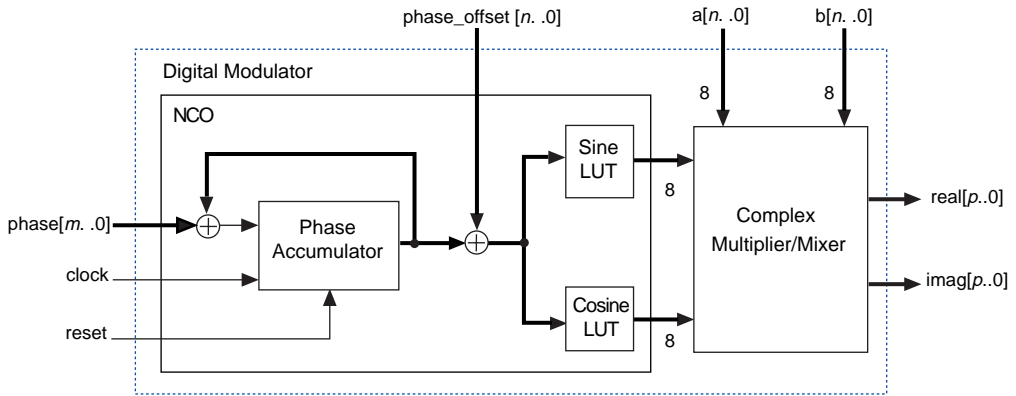 phase_offset [n. .0]
a[n. .0]
b[n. .0]
Digital Modulator
8
8
NCO
Sine
LUT
8
phase[m. .0]
Phase
Accumulator
Complex
Multiplier/Mixer
real[p..0]
clock
imag[p..0]
Cosine
LUT
8
reset